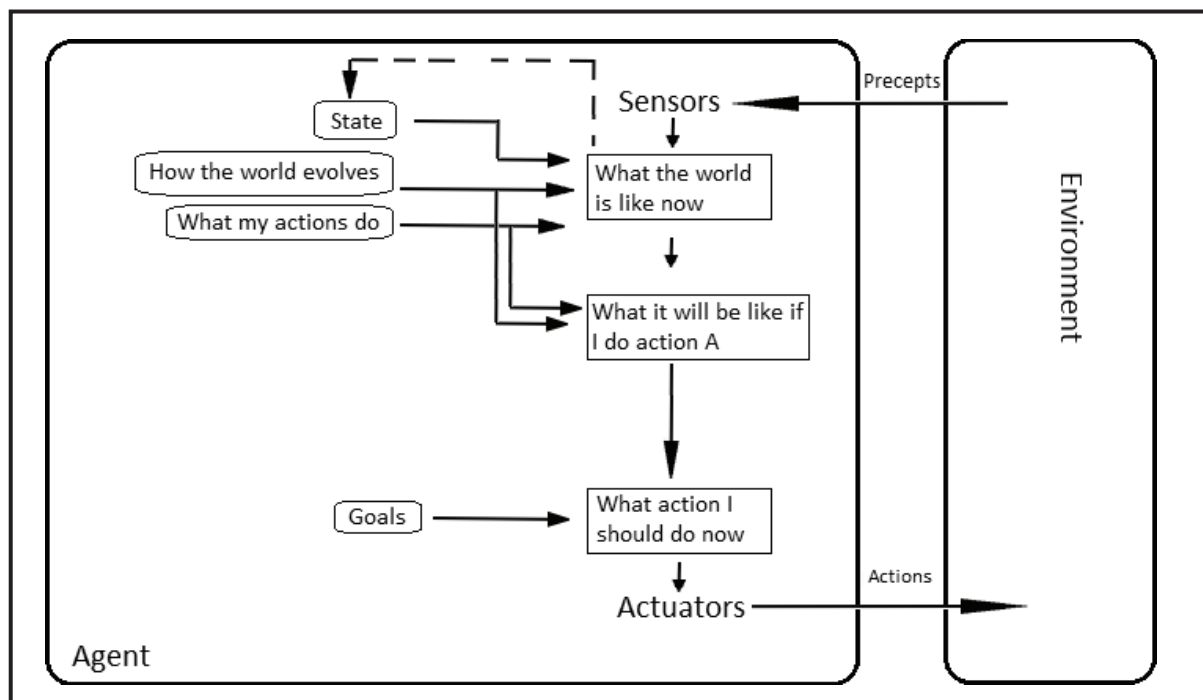 Precepts
Sensors
State
How the world evolves
What the world
is like now
What my actions do
Environment
What it will be like if
I do action A
Goals
What action I
should do now
Actions
Actuators
Agent